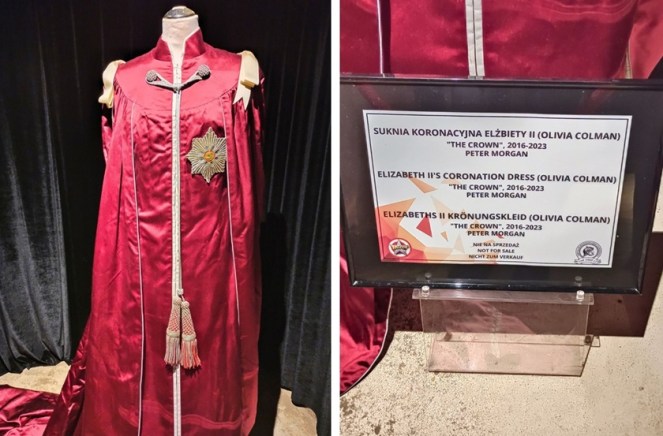 SUKNIA KORONACYJNA ELŻBIETY II (OLIVIA COLMAN)
"THE CROWN", 2016-2023
PETER MORGAN
ELIZABETH II'S CORONATION DRESS (OLIVIA COLMAN)
"THE CROWN", 2016-2023
PETER MORGAN
ELIZABETHS II KRÖNUNGSKLEID (OLIVIA COLMAN)
"THE CROWN", 2016-2023
PETER MORGAN
NIE NA SPRZEDAŻ
NOT FOR SALE
NICHT ZUM VERKAUF